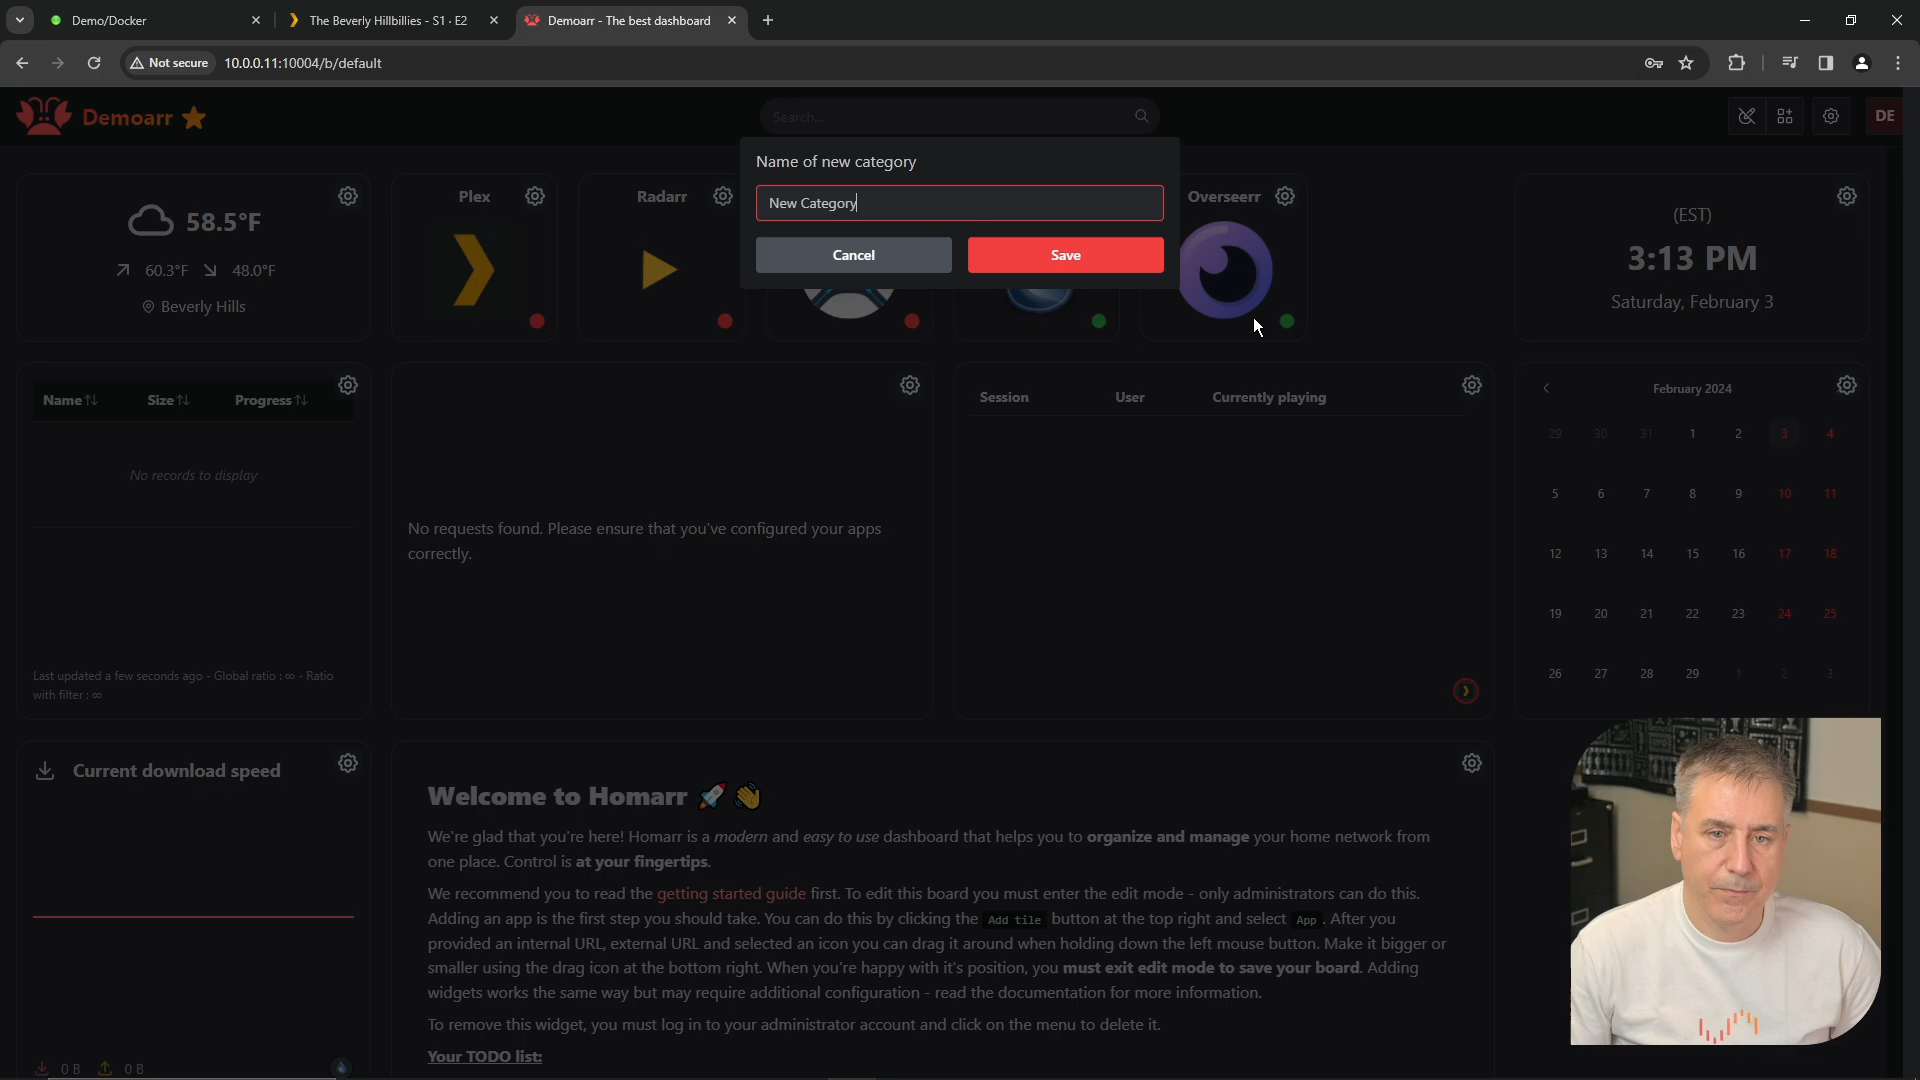 Demo/Docker
The Beverly Hillbillies - S1 · E2
Demoarr - The best dashboard
Not secure
10.0.0.11:10004/b/default
Demoarr
Search...
DE
Name of new category
New Category
Cancel
Save
58.5°F
60.3°F 48.0°F
Beverly Hills
Plex
Radarr
Overseerr
(EST)
3:13 PM
Saturday, February 3
Name Size Progress
No records to display
Last updated a few seconds ago - Global ratio : ∞ - Ratio
with filter : ∞
No requests found. Please ensure that you've configured your apps
correctly.
Session User Currently playing
February 2024
29 30 31 1 2 3 4
5 6 7 8 9 10 11
12 13 14 15 16 17 18
19 20 21 22 23 24 25
26 27 28 29 1 2 3
Current download speed
0 B 0 B
Welcome to Homarr 🚀 👋
We're glad that you're here! Homarr is a modern and easy to use dashboard that helps you to organize and manage your home network from
one place. Control is at your fingertips.
We recommend you to read the getting started guide first. To edit this board you must enter the edit mode - only administrators can do this.
Adding an app is the first step you should take. You can do this by clicking the Add tile button at the top right and select App . After you
provided an internal URL, external URL and selected an icon you can drag it around when holding down the left mouse button. Make it bigger or
smaller using the drag icon at the bottom right. When you're happy with it's position, you must exit edit mode to save your board. Adding
widgets works the same way but may require additional configuration - read the documentation for more information.
To remove this widget, you must log in to your administrator account and click on the menu to delete it.
Your TODO list: